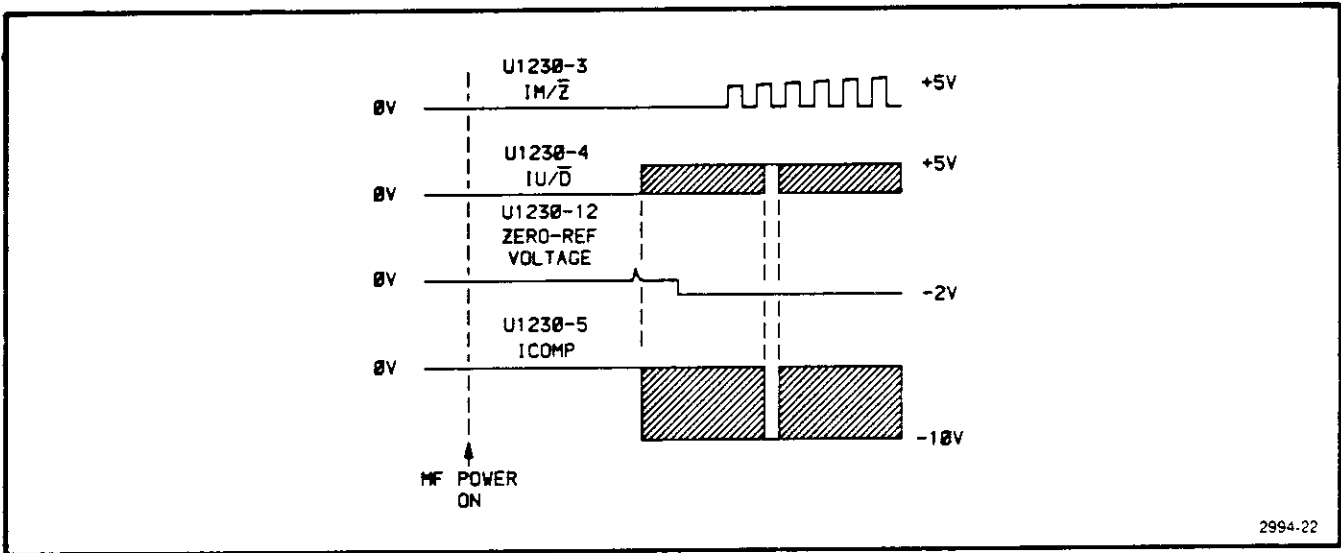 U1230-3
IM/Z̅
0V
+5V
U1230-4
IU/D̅
0V
+5V
U1230-12
ZERO-REF
VOLTAGE
0V
-2V
U1230-5
ICOMP
0V
-10V
MF POWER
ON
2994-22